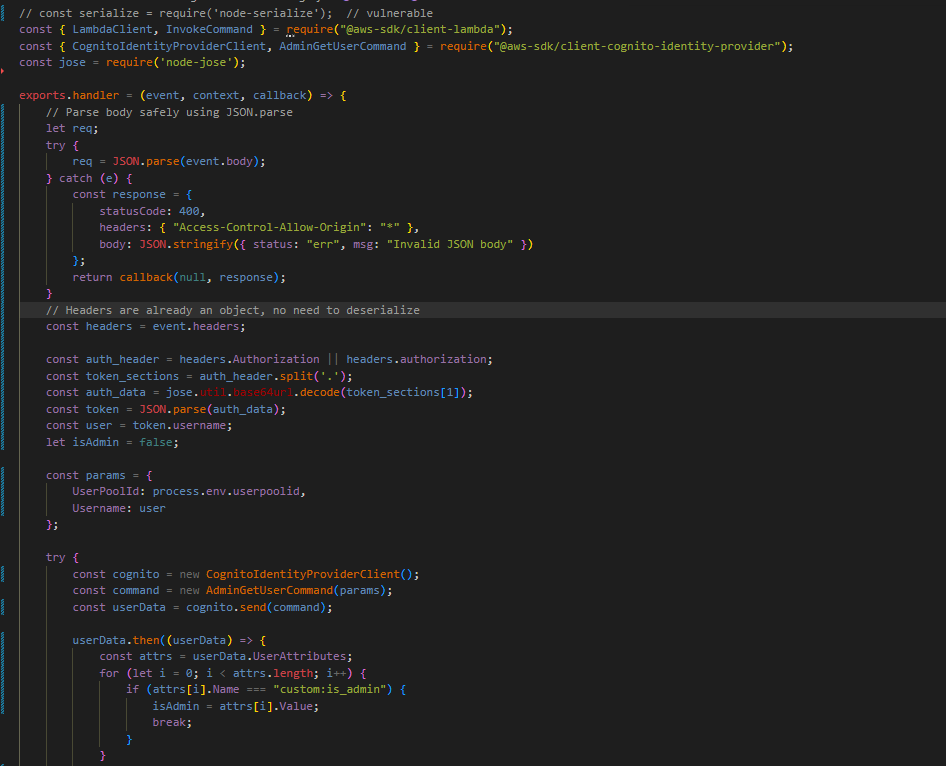 // const serialize = require('node-serialize');  // vulnerable
const { LambdaClient, InvokeCommand } = require("@aws-sdk/client-lambda");
const { CognitoIdentityProviderClient, AdminGetUserCommand } = require("@aws-sdk/client-cognito-identity-provider");
const jose = require('node-jose');
exports.handler = (event, context, callback) => {
// Parse body safely using JSON.parse
let req;
try {
req = JSON.parse(event.body);
} catch (e) {
const response = {
statusCode: 400,
headers: { "Access-Control-Allow-Origin": "*" },
body: JSON.stringify({ status: "err", msg: "Invalid JSON body" })
};
return callback(null, response);
}
// Headers are already an object, no need to deserialize
const headers = event.headers;
const auth_header = headers.Authorization || headers.authorization;
const token_sections = auth_header.split('.');
const auth_data = jose.util.base64url.decode(token_sections[1]);
const token = JSON.parse(auth_data);
const user = token.username;
let isAdmin = false;
const params = {
UserPoolId: process.env.userpoolid,
Username: user
};
try {
const cognito = new CognitoIdentityProviderClient();
const command = new AdminGetUserCommand(params);
const userData = cognito.send(command);
userData.then((userData) => {
const attrs = userData.UserAttributes;
for (let i = 0; i < attrs.length; i++) {
if (attrs[i].Name === "custom:is_admin") {
isAdmin = attrs[i].Value;
break;
}
}